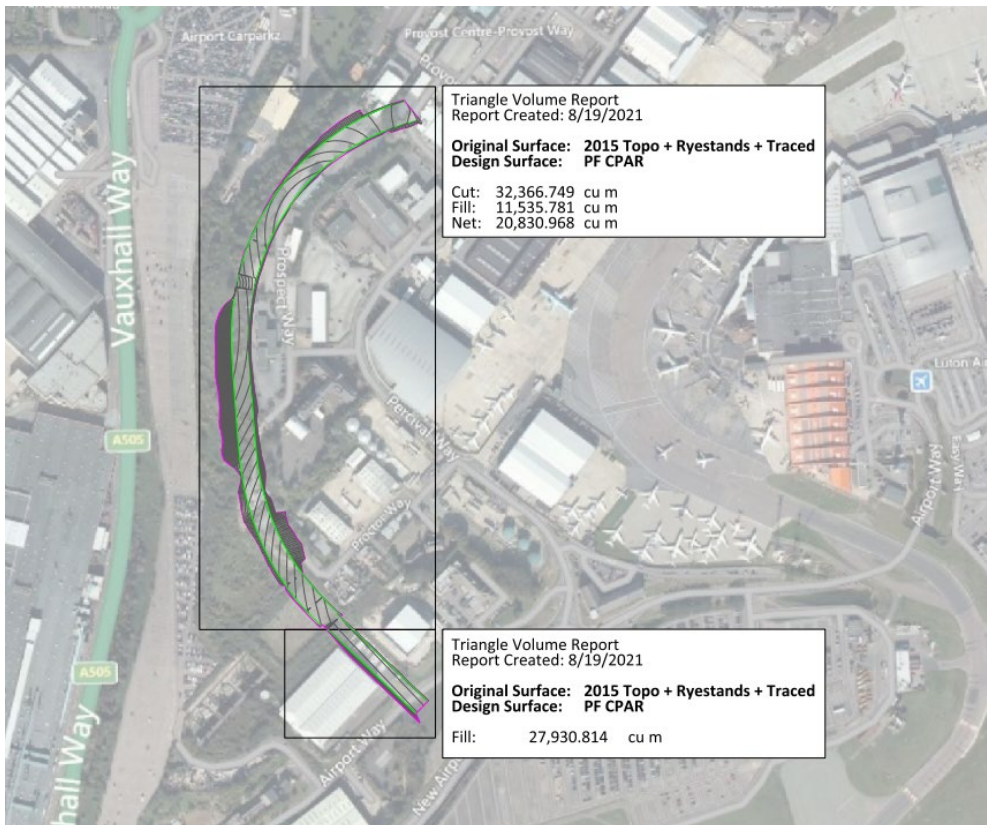 Airport Carparkz
Provost Centre-Provost Way
Triangle Volume Report
Report Created: 8/19/2021
Original Surface: 2015 Topo + Ryestands + Traced
Design Surface: PF CPAR
Cut: 32,366.749 cu m
Fill: 11,535.781 cu m
Net: 20,830.968 cu m
Vauxhall Way
Prospect Way
Percival Way
Luton A
A505
Airport Way
Easy Way
Proctor Way
Triangle Volume Report
Report Created: 8/19/2021
Original Surface: 2015 Topo + Ryestands + Traced
Design Surface: PF CPAR
Fill: 27,930.814 cu m
A505
hall Way
Airport Way
New Airp